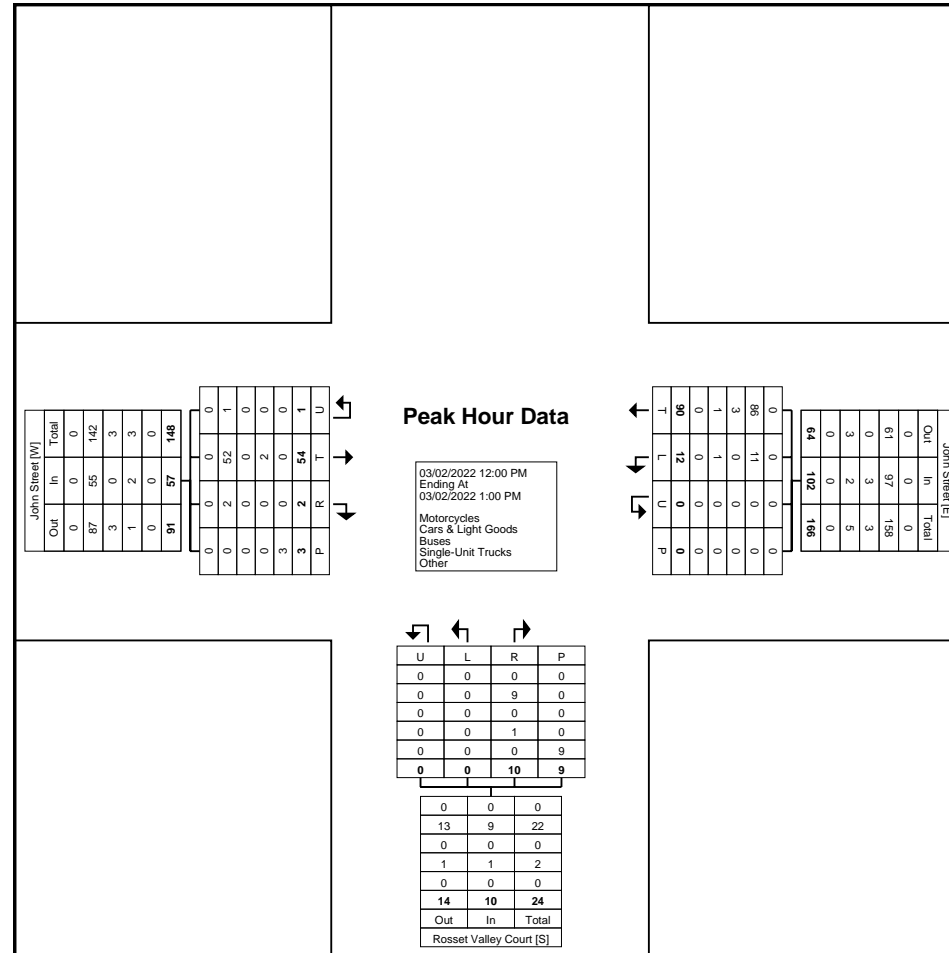 Peak Hour Data
03/02/2022 12:00 PM
Ending At
03/02/2022 1:00 PM
Motorcycles
Cars & Light Goods
Buses
Single-Unit Trucks
Other
John Street [W]
Total 0 142 3 3 0 148
In 0 55 0 2 0 57
Out 0 87 3 1 0 91
0 1 0 0 0 1 U
0 52 0 2 0 54 T
0 2 0 0 0 2 R
0 0 0 0 3 3 P
T 90 0 1 3 86 0
L 12 0 1 0 11 0
U 0 0 0 0 0 0
P 0 0 0 0 0 0
64 0 3 0 61 0 Out
102 0 2 3 97 0 In
166 0 5 3 158 0 Total
John Street [E]
U L R P
0 0 0 0
0 0 9 0
0 0 0 0
0 0 1 0
0 0 0 9
0 0 10 9
0 0 0
13 9 22
0 0 0
1 1 2
0 0 0
14 10 24
Out In Total
Rosset Valley Court [S]